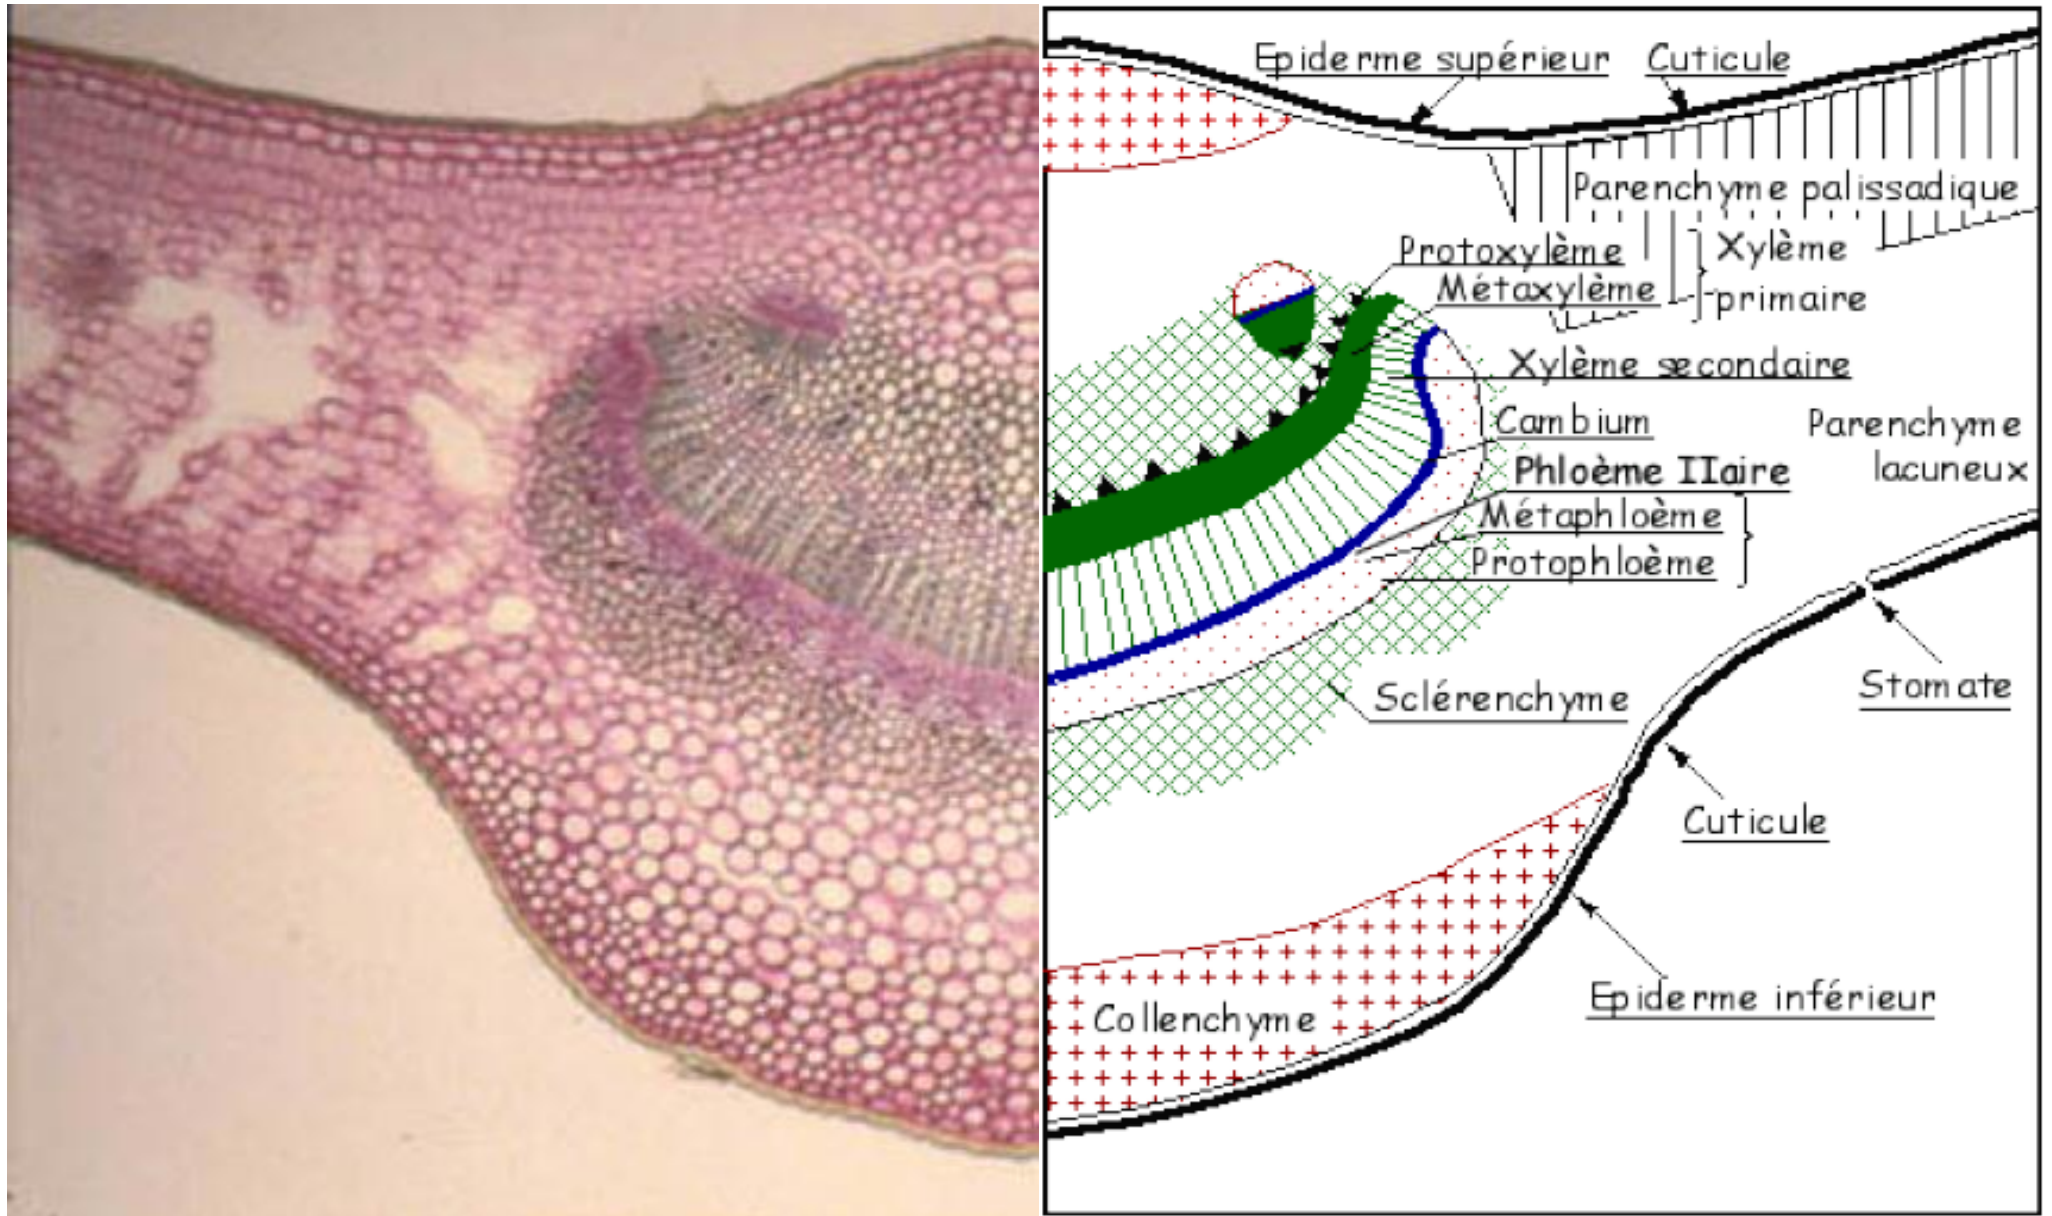 Epiderme supérieur
Cuticule
Parenchyme palissadique
Protoxylème
Xylème
Métaxylème
primaire
Xylème secondaire
Cambium
Parenchyme
lacuneux
Phloème IIaire
Métaphloème
Protophloème
Sclérenchyme
Stomate
Cuticule
Epiderme inférieur
Collenchyme